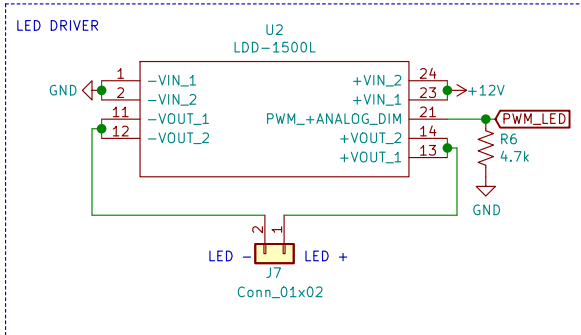 LED DRIVER
U2
LDD-1500L
GND 1 -VIN_1 +VIN_2 24 +12V
2 -VIN_2 +VIN_1 23
11 -VOUT_1 PWM_+ANALOG_DIM 21 PWM_LED
12 -VOUT_2 +VOUT_2 14
+VOUT_1 13
R6
4.7k
GND
2 1
LED - LED +
J7
Conn_01x02